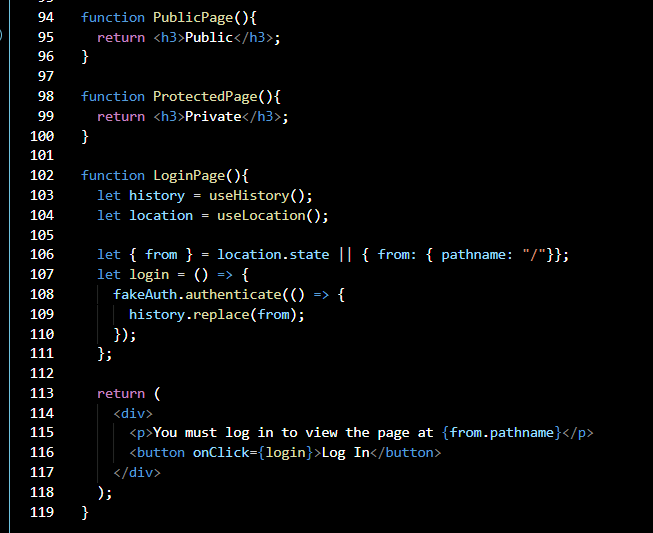 94 function PublicPage(){
95 return <h3>Public</h3>;
96 }
97
98 function ProtectedPage(){
99 return <h3>Private</h3>;
100 }
101
102 function LoginPage(){
103 let history = useHistory();
104 let location = useLocation();
105
106 let { from } = location.state || { from: { pathname: "/"}};
107 let login = () => {
108 fakeAuth.authenticate(() => {
109 history.replace(from);
110 });
111 };
112
113 return (
114 <div>
115 <p>You must log in to view the page at {from.pathname}</p>
116 <button onClick={login}>Log In</button>
117 </div>
118 );
119 }